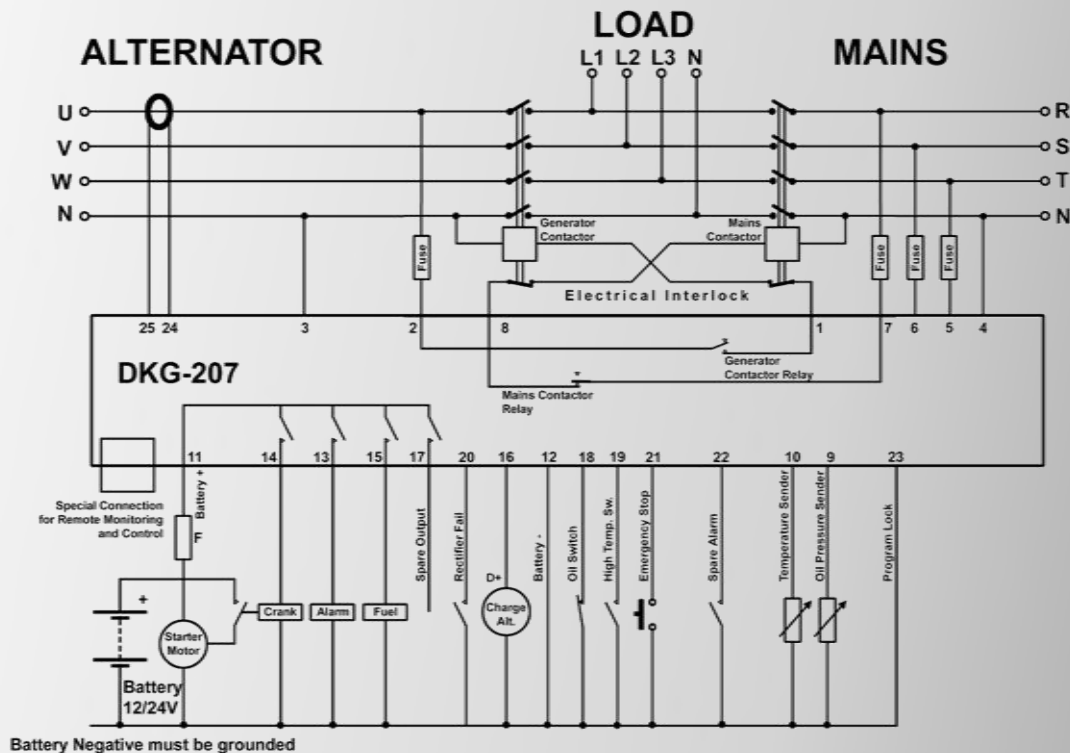 ALTERNATOR
LOAD
MAINS
L1 L2 L3 N
U
R
V
S
W
T
N
N
Generator
Contactor
Mains
Contactor
Fuse
Fuse
Fuse
Fuse
Electrical Interlock
25 24 3 2 8 1 7 6 5 4
DKG-207
Generator
Contactor Relay
Mains Contactor
Relay
11 14 13 15 17 20 16 12 18 19 21 22 10 9 23
Special Connection
for Remote Monitoring
and Control
Battery +
F
Spare Output
Rectifier Fail
Battery -
Oil Switch
High Temp. Sw.
Emergency Stop
Spare Alarm
Temperature Sender
Oil Pressure Sender
Program Lock
D+
Charge
Alt.
+
Crank
Alarm
Fuel
Starter
Motor
Battery
12/24V
Battery Negative must be grounded